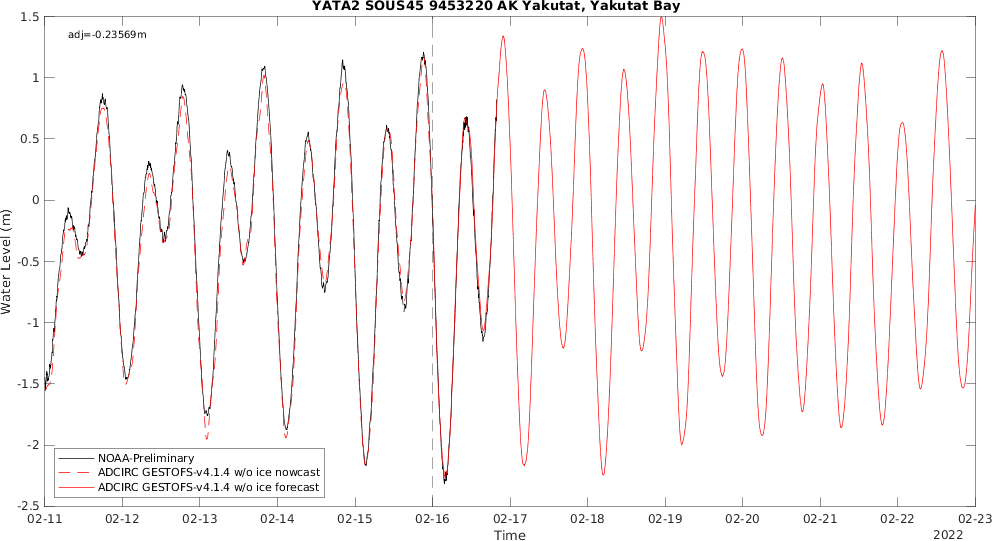 YATA2 SOUS45 9453220 AK Yakutat, Yakutat Bay
adj=-0.23569m
1.5
1
0.5
0
-0.5
-1
-1.5
-2
-2.5
Water Level (m)
NOAA-Preliminary
ADCIRC GESTOFS-v4.1.4 w/o ice nowcast
ADCIRC GESTOFS-v4.1.4 w/o ice forecast
02-11 02-12 02-13 02-14 02-15 02-16 02-17 02-18 02-19 02-20 02-21 02-22 02-23
Time
2022